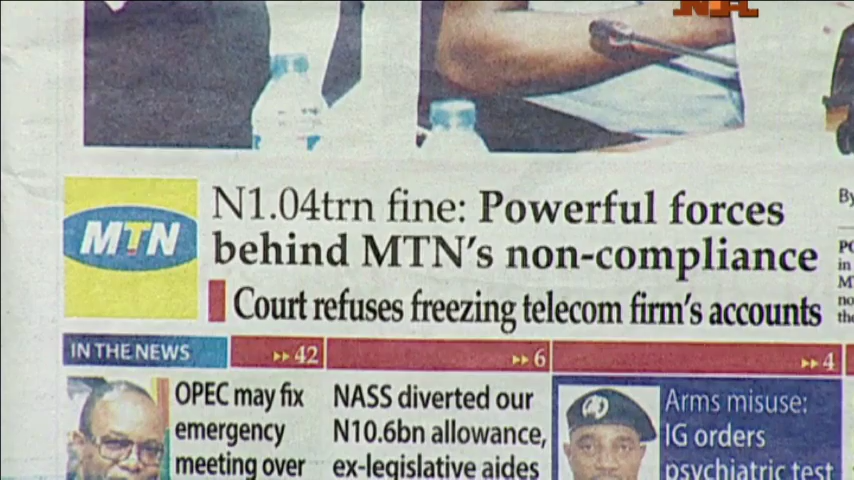 MTN
N1.04trn fine: Powerful forces
behind MTN's non-compliance
Court refuses freezing telecom firm's accounts
By
in
IN THE NEWS
42
6
4
OPEC may fix
emergency
meeting over
NASS diverted our
N10.6bn allowance,
ex-legislative aides
Arms misuse:
IG orders
psychiatric test